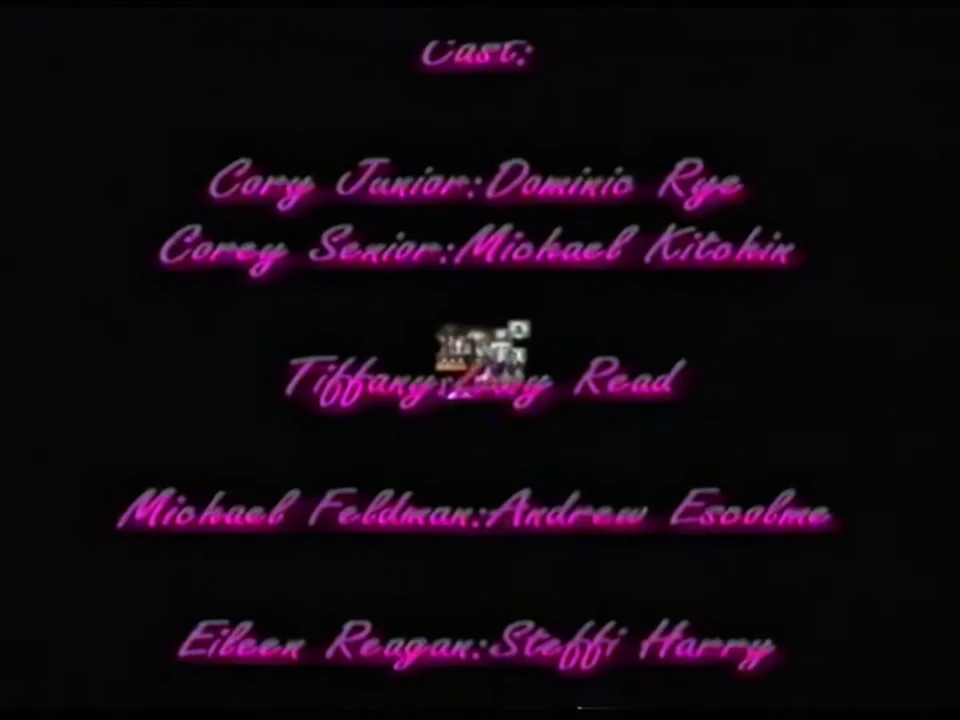 Cast:
Cory Junior:Dominic Rye
Corey Senior:Michael Kitchin
Tiffany: Read
Michael Feldman:Andrew Escolme
Eileen Reagan:Steffi Harry